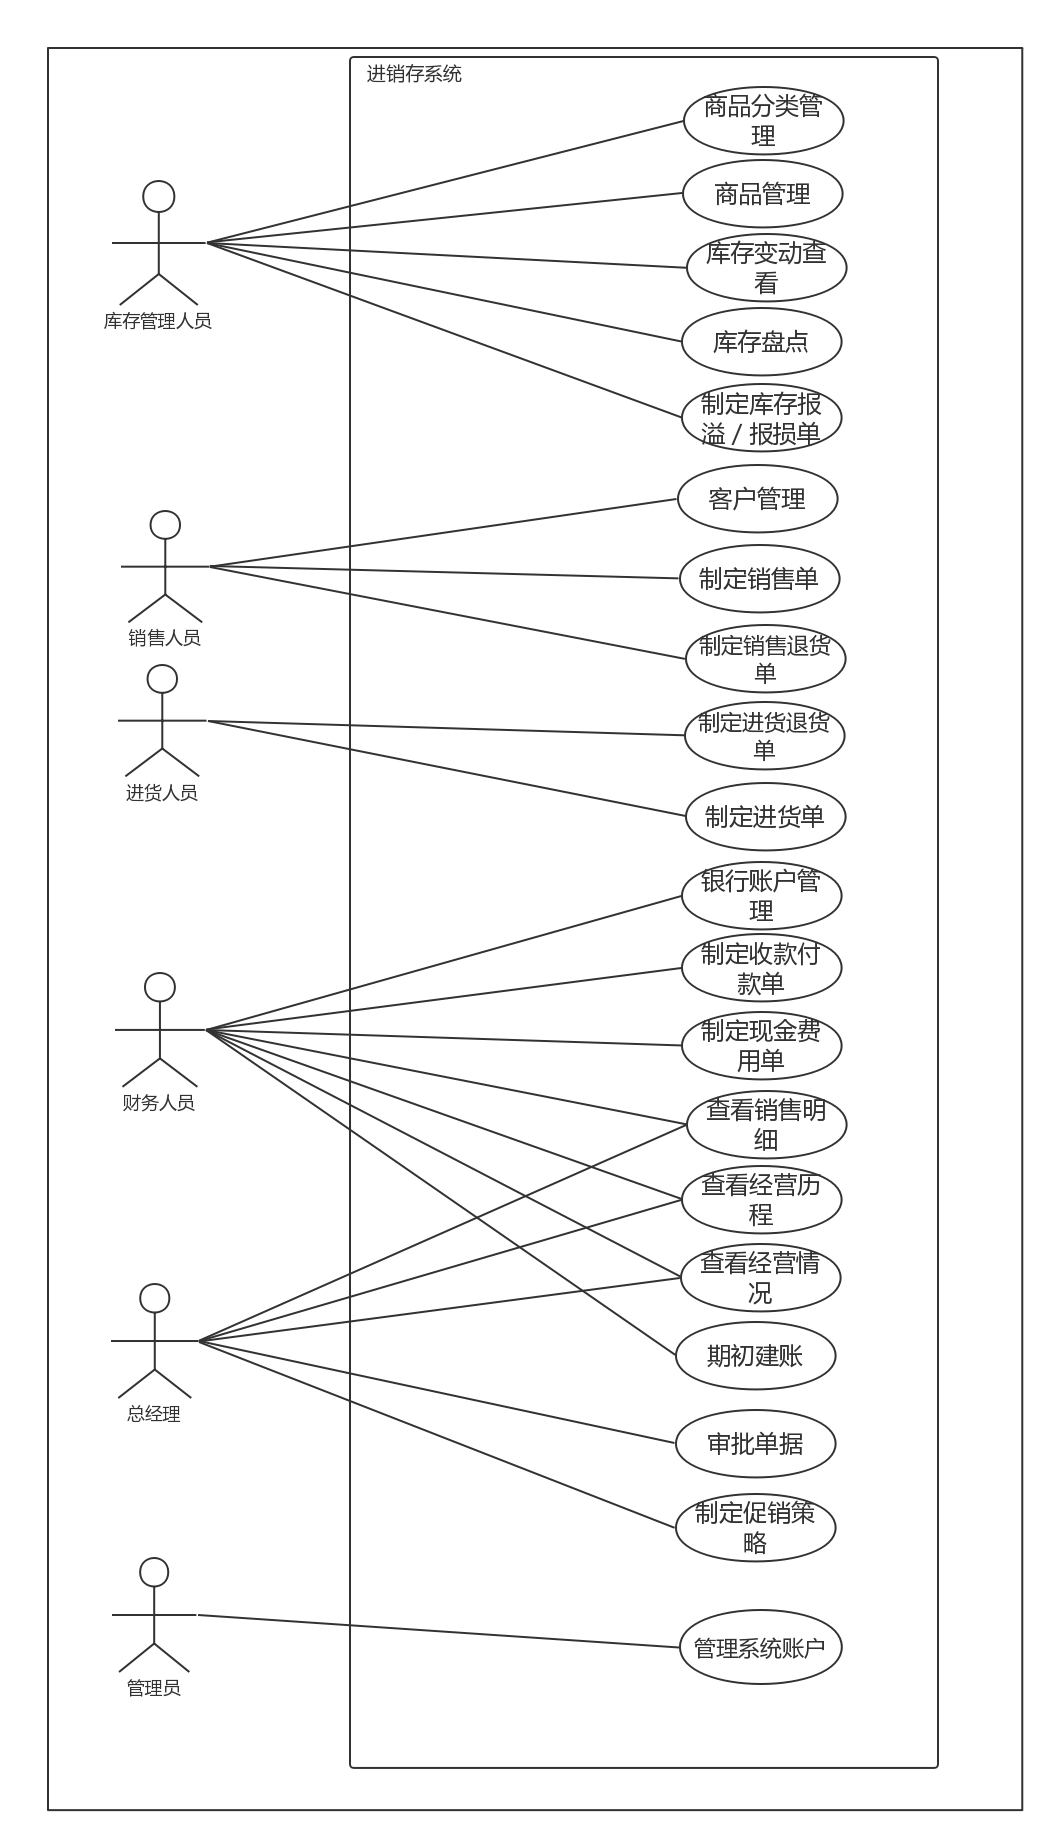 进销存系统
商品分类管
理
商品管理
库存变动查
看
库存管理人员
库存盘点
制定库存报
溢 / 报损单
客户管理
制定销售单
销售人员
制定销售退货
单
制定进货退货
单
进货人员
制定进货单
银行账户管
理
制定收款付
款单
制定现金费
用单
财务人员
查看销售明
细
查看经营历
程
查看经营情
况
期初建账
总经理
审批单据
制定促销策
略
管理系统账户
管理员